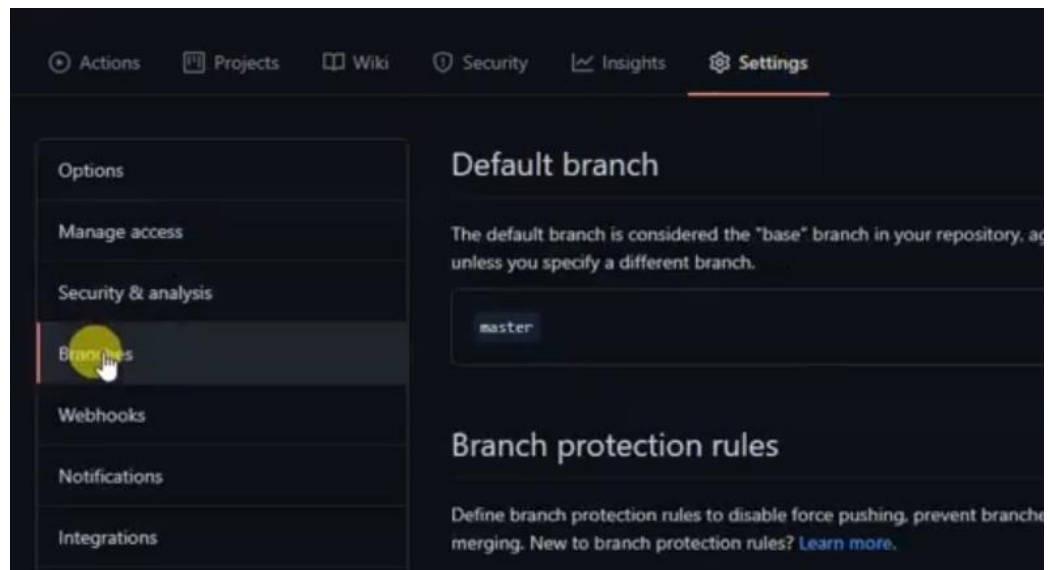 Actions Projects Wiki Security Insights Settings
Options
Manage access
Security & analysis
Branches
Webhooks
Notifications
Integrations
Default branch
The default branch is considered the "base" branch in your repository, ag
unless you specify a different branch.
master
Branch protection rules
Define branch protection rules to disable force pushing, prevent branche
merging. New to branch protection rules? Learn more.